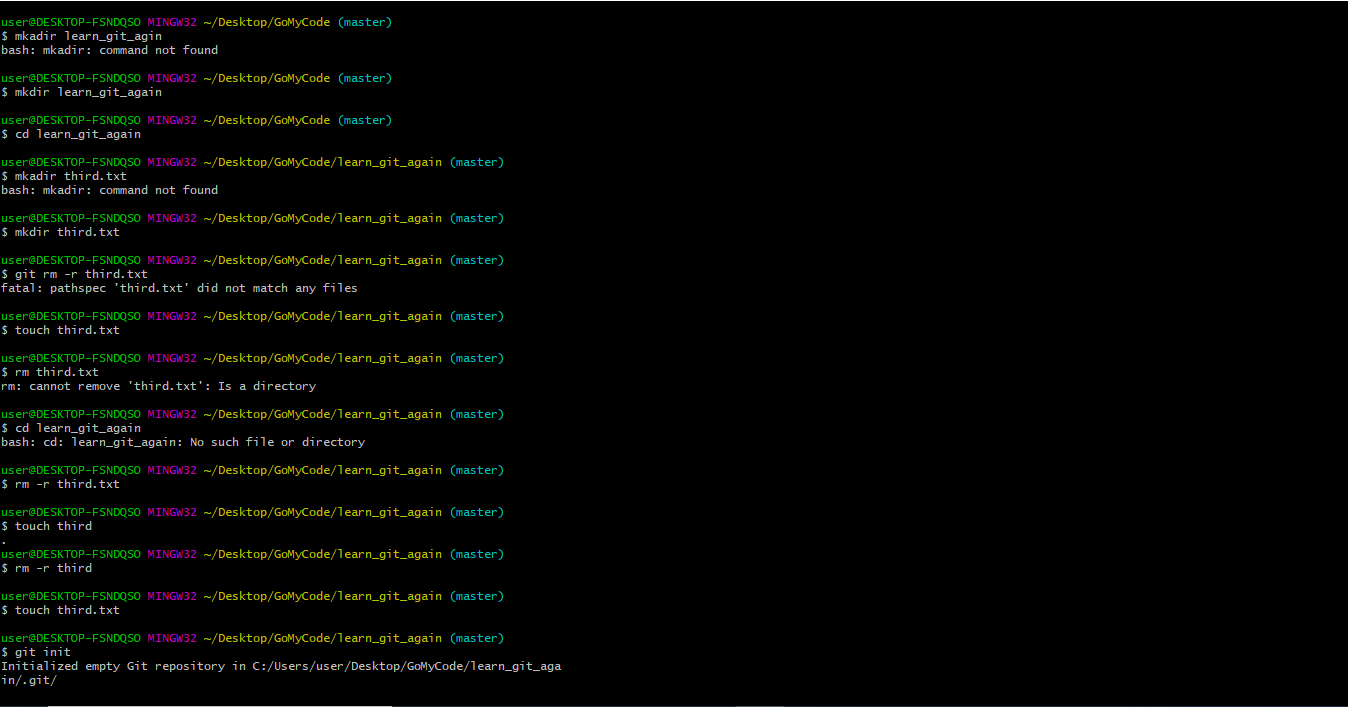 user@DESKTOP-FSNDQSO MINGW32 ~/Desktop/GoMyCode (master)
$ mkadir learn_git_agin
bash: mkadir: command not found
user@DESKTOP-FSNDQSO MINGW32 ~/Desktop/GoMyCode (master)
$ mkdir learn_git_again
user@DESKTOP-FSNDQSO MINGW32 ~/Desktop/GoMyCode (master)
$ cd learn_git_again
user@DESKTOP-FSNDQSO MINGW32 ~/Desktop/GoMyCode/learn_git_again (master)
$ mkadir third.txt
bash: mkadir: command not found
user@DESKTOP-FSNDQSO MINGW32 ~/Desktop/GoMyCode/learn_git_again (master)
$ mkdir third.txt
user@DESKTOP-FSNDQSO MINGW32 ~/Desktop/GoMyCode/learn_git_again (master)
$ git rm -r third.txt
fatal: pathspec 'third.txt' did not match any files
user@DESKTOP-FSNDQSO MINGW32 ~/Desktop/GoMyCode/learn_git_again (master)
$ touch third.txt
user@DESKTOP-FSNDQSO MINGW32 ~/Desktop/GoMyCode/learn_git_again (master)
$ rm third.txt
rm: cannot remove 'third.txt': Is a directory
user@DESKTOP-FSNDQSO MINGW32 ~/Desktop/GoMyCode/learn_git_again (master)
$ cd learn_git_again
bash: cd: learn_git_again: No such file or directory
user@DESKTOP-FSNDQSO MINGW32 ~/Desktop/GoMyCode/learn_git_again (master)
$ rm -r third.txt
user@DESKTOP-FSNDQSO MINGW32 ~/Desktop/GoMyCode/learn_git_again (master)
$ touch third
.
user@DESKTOP-FSNDQSO MINGW32 ~/Desktop/GoMyCode/learn_git_again (master)
$ rm -r third
user@DESKTOP-FSNDQSO MINGW32 ~/Desktop/GoMyCode/learn_git_again (master)
$ touch third.txt
user@DESKTOP-FSNDQSO MINGW32 ~/Desktop/GoMyCode/learn_git_again (master)
$ git init
Initialized empty Git repository in C:/Users/user/Desktop/GoMyCode/learn_git_aga
in/.git/